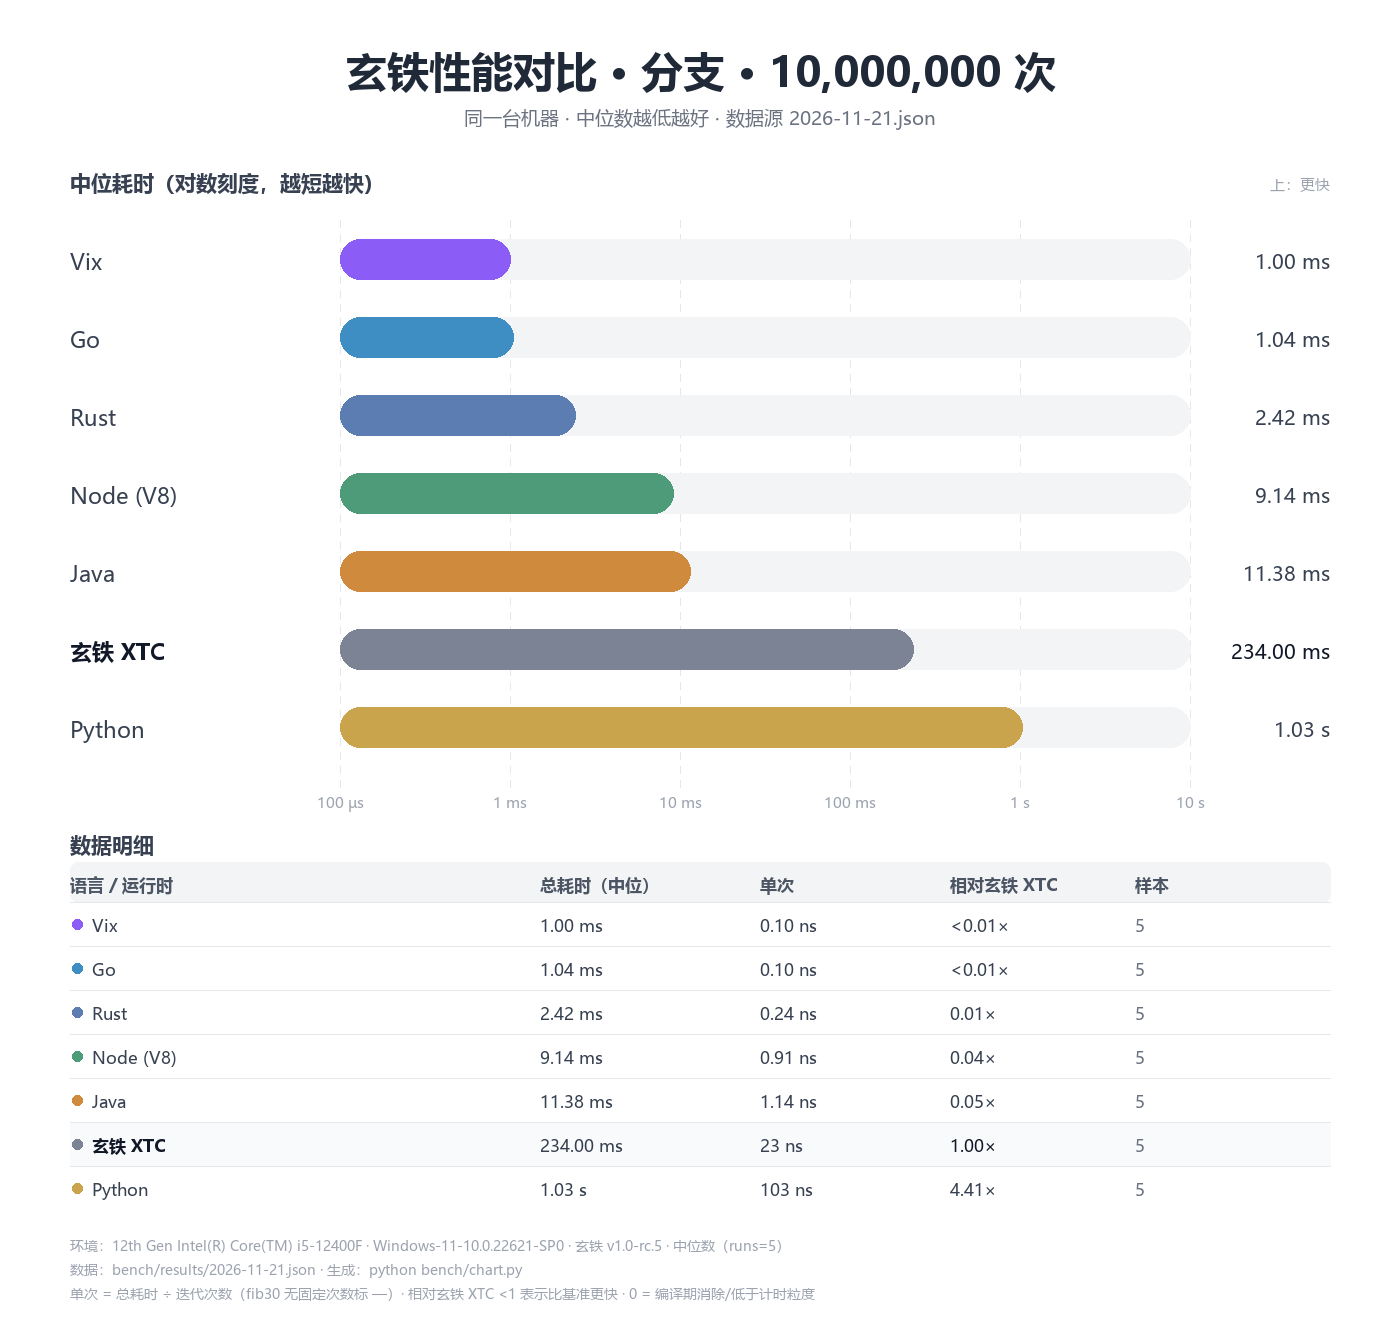 玄铁性能对比 · 分支 · 10,000,000 次
同一台机器 · 中位数越低越好 · 数据源 2026-11-21.json
中位耗时（对数刻度，越短越快）
上：更快
Vix 1.00 ms
Go 1.04 ms
Rust 2.42 ms
Node (V8) 9.14 ms
Java 11.38 ms
玄铁 XTC 234.00 ms
Python 1.03 s
100 µs 1 ms 10 ms 100 ms 1 s 10 s
数据明细
语言 / 运行时 总耗时（中位） 单次 相对玄铁 XTC 样本
Vix 1.00 ms 0.10 ns <0.01× 5
Go 1.04 ms 0.10 ns <0.01× 5
Rust 2.42 ms 0.24 ns 0.01× 5
Node (V8) 9.14 ms 0.91 ns 0.04× 5
Java 11.38 ms 1.14 ns 0.05× 5
玄铁 XTC 234.00 ms 23 ns 1.00× 5
Python 1.03 s 103 ns 4.41× 5
环境：12th Gen Intel(R) Core(TM) i5-12400F · Windows-11-10.0.22621-SP0 · 玄铁 v1.0-rc.5 · 中位数（runs=5）
数据：bench/results/2026-11-21.json · 生成：python bench/chart.py
单次 = 总耗时 ÷ 迭代次数（fib30 无固定次数标 —）· 相对玄铁 XTC <1 表示比基准更快 · 0 = 编译期消除/低于计时粒度